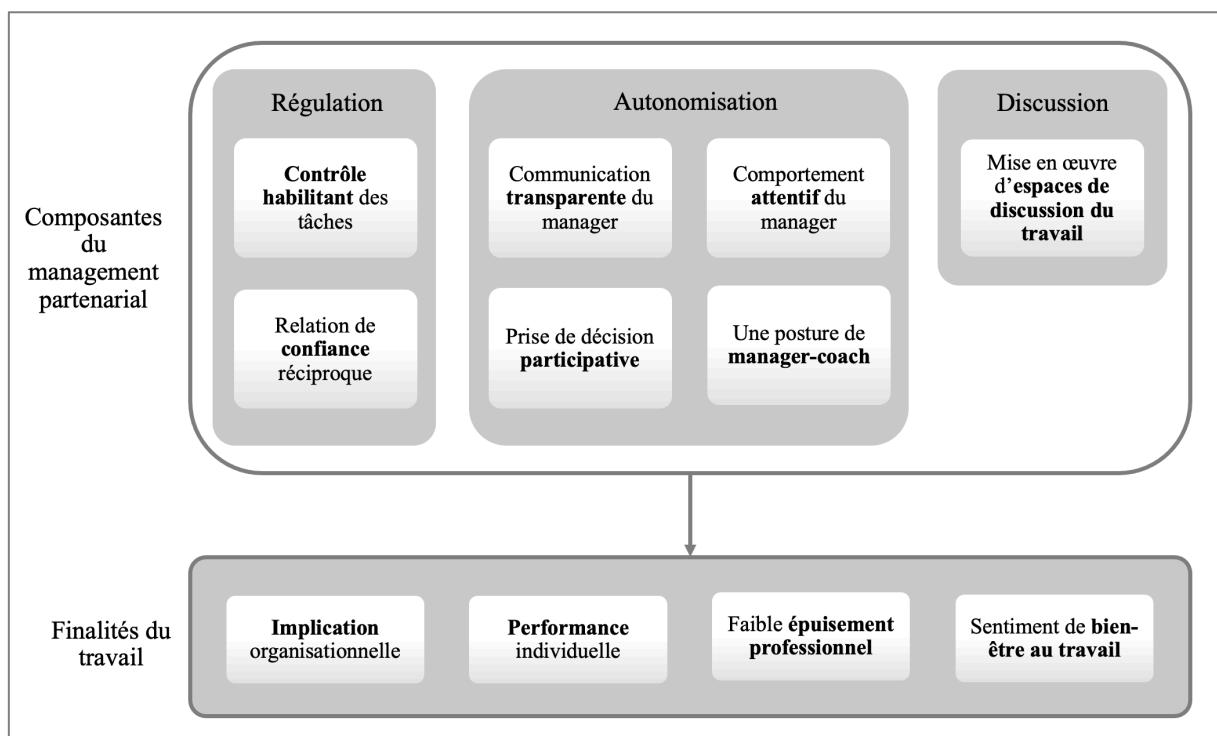 Composantes
du
management
partenarial
Régulation
Contrôle
habilitant des
tâches
Relation de
confiance
réciproque
Autonomisation
Communication
transparente du
manager
Comportement
attentif du
manager
Prise de décision
participative
Une posture de
manager-coach
Discussion
Mise en œuvre
d’espaces de
discussion du
travail
Finalités du
travail
Implication
organisationnelle
Performance
individuelle
Faible épuisement
professionnel
Sentiment de bien-
être au travail